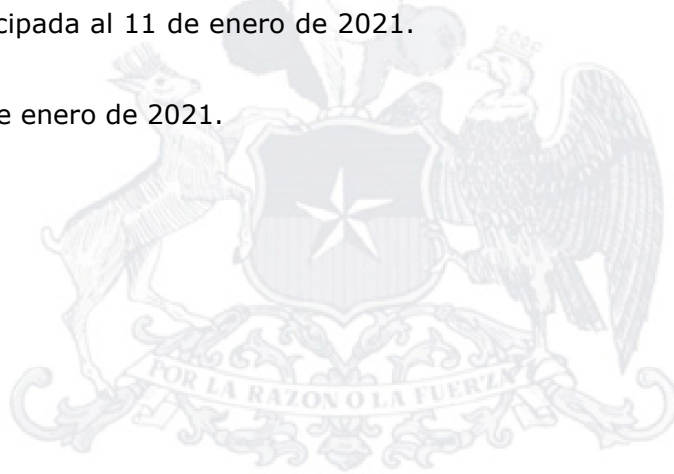 cipada al 11 de enero de 2021.
e enero de 2021.
POR LA RAZON O LA FUERZA